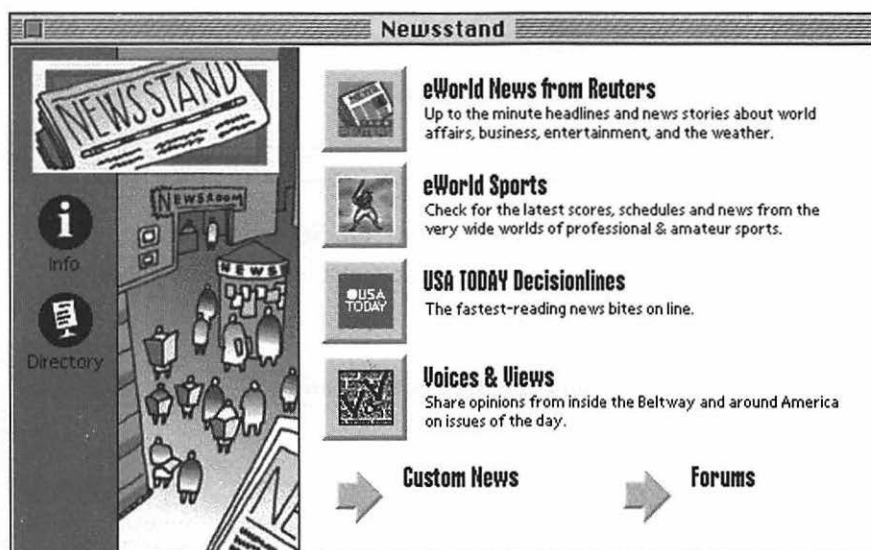 Newsstand
NEWSSTAND
NEWSROOM
NEWS
Info
Directory
eWorld News from Reuters
Up to the minute headlines and news stories about world
affairs, business, entertainment, and the weather.
eWorld Sports
Check for the latest scores, schedules and news from the
very wide worlds of professional & amateur sports.
USA
TODAY
USA TODAY Decisionlines
The fastest-reading news bites on line.
Voices & Views
Share opinions from inside the Beltway and around America
on issues of the day.
Custom News
Forums